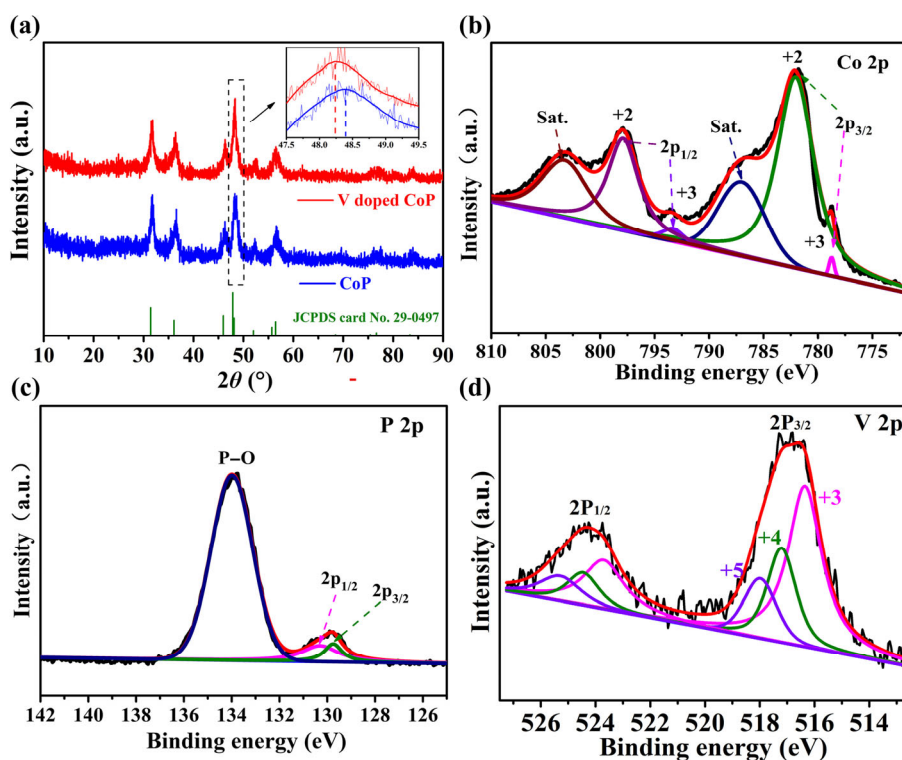 (a)
Intensity (a.u.)
47.5 48.0 48.5 49.0 49.5
V doped CoP
CoP
JCPDS card No. 29-0497
10 20 30 40 50 60 70 80 90
2θ (°)
(b)
Intensity (a.u.)
Co 2p
+2
+2
Sat.
2p1/2
Sat.
2p3/2
+3
+3
810 805 800 795 790 785 780 775
Binding energy (eV)
(c)
Intensity (a.u.)
P 2p
P–O
2p1/2
2p3/2
142 140 138 136 134 132 130 128 126
Binding energy (eV)
(d)
Intensity (a.u.)
V 2p
2P3/2
2P1/2
+3
+4
+5
526 524 522 520 518 516 514
Binding energy (eV)